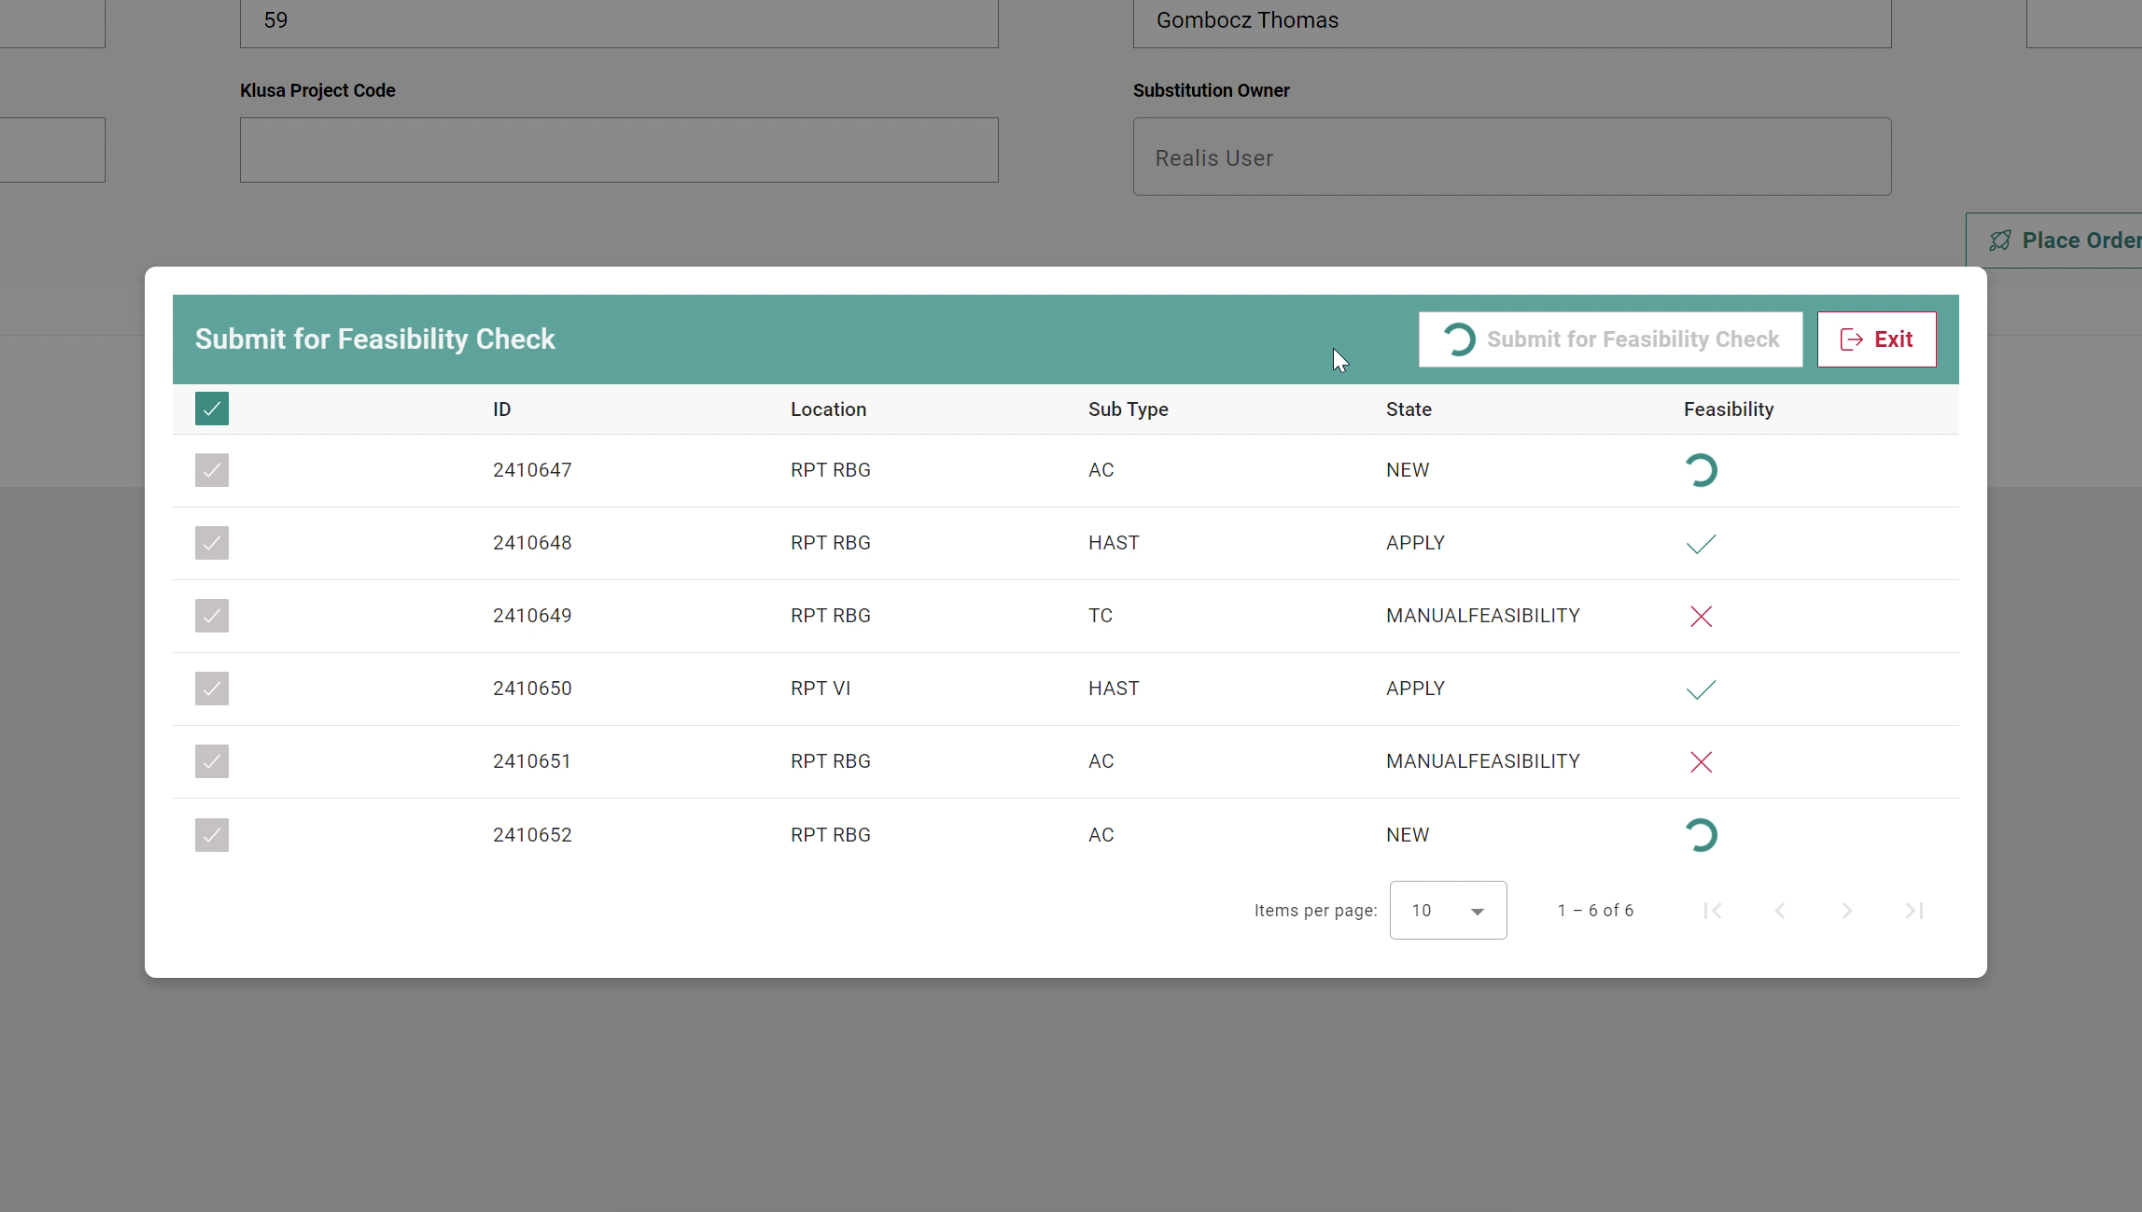 59
Gombocz Thomas
Klusa Project Code
Substitution Owner
Realis User
Place Order
Submit for Feasibility Check
Submit for Feasibility Check
Exit
ID Location Sub Type State Feasibility
2410647 RPT RBG AC NEW
2410648 RPT RBG HAST APPLY
2410649 RPT RBG TC MANUALFEASIBILITY
2410650 RPT VI HAST APPLY
2410651 RPT RBG AC MANUALFEASIBILITY
2410652 RPT RBG AC NEW
Items per page: 10 1 – 6 of 6